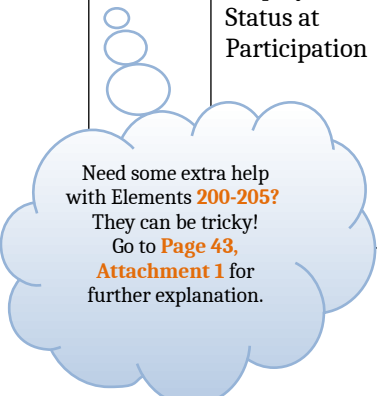 Status at
Participation
Need some extra help
with Elements 200-205?
They can be tricky!
Go to Page 43,
Attachment 1 for
further explanation.